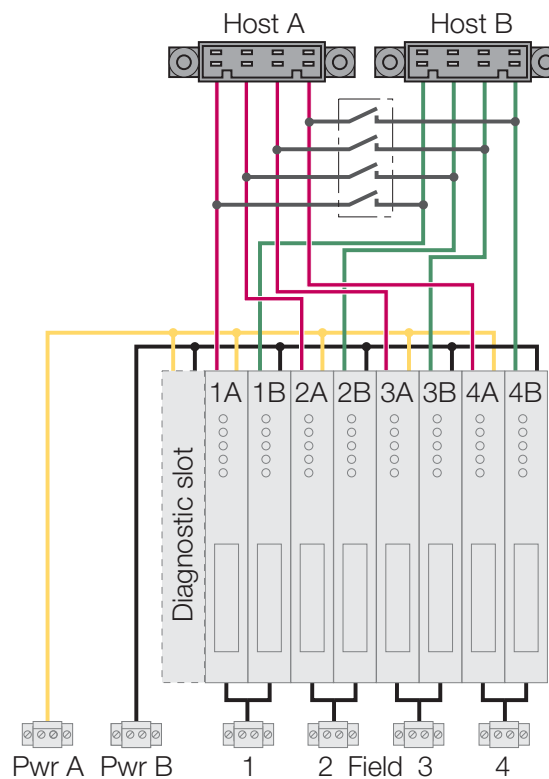 Host A Host B
1A 1B 2A 2B 3A 3B 4A 4B
Diagnostic slot
Pwr A Pwr B 1 2 Field 3 4